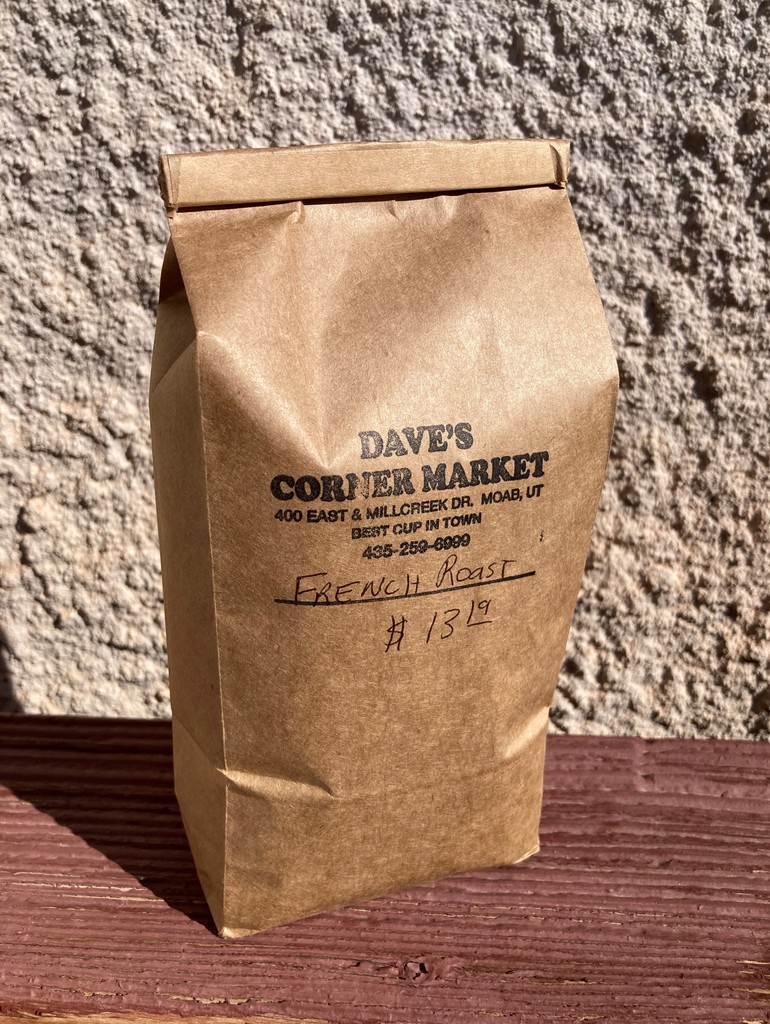 DAVE'S
CORNER MARKET
400 EAST & MILLCREEK DR. MOAB, UT
BEST CUP IN TOWN
435-259-6999
FRENCH ROAST
$ 13 19